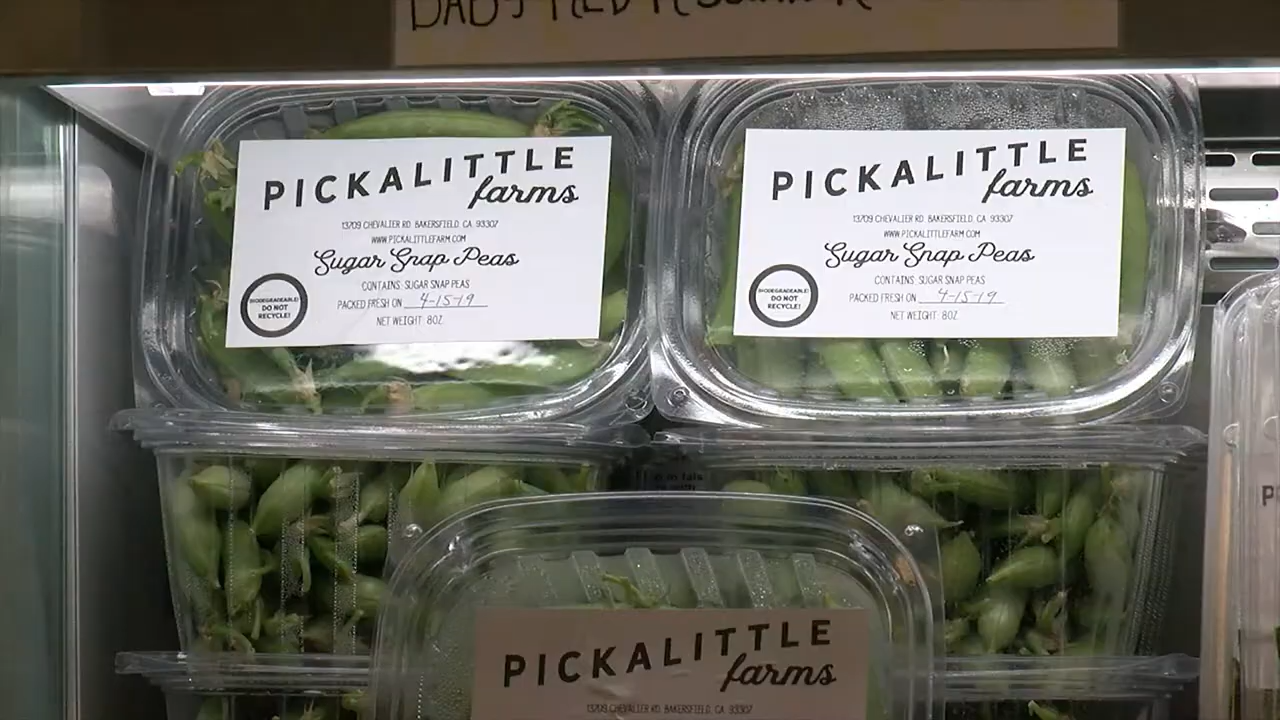 PICKALITTLE
farms
13709 CHEVALIER RD. BAKERSFIELD, CA 93307
WWW.PICKALITTLEFARM.COM
Sugar Snap Peas
CONTAINS: SUGAR SNAP PEAS
PACKED FRESH ON 4-15-19
NET WEIGHT: 8OZ.
(BIODEGRADEABLE)
DO NOT
RECYCLE!
PICKALITTLE
farms
13709 CHEVALIER RD. BAKERSFIELD, CA 93307
WWW.PICKALITTLEFARM.COM
Sugar Snap Peas
CONTAINS: SUGAR SNAP PEAS
PACKED FRESH ON 4-15-19
NET WEIGHT: 8OZ.
(BIODEGRADEABLE)
DO NOT
RECYCLE!
PICKALITTLE
farms
13709 CHEVALIER RD. BAKERSFIELD, CA 93307
P